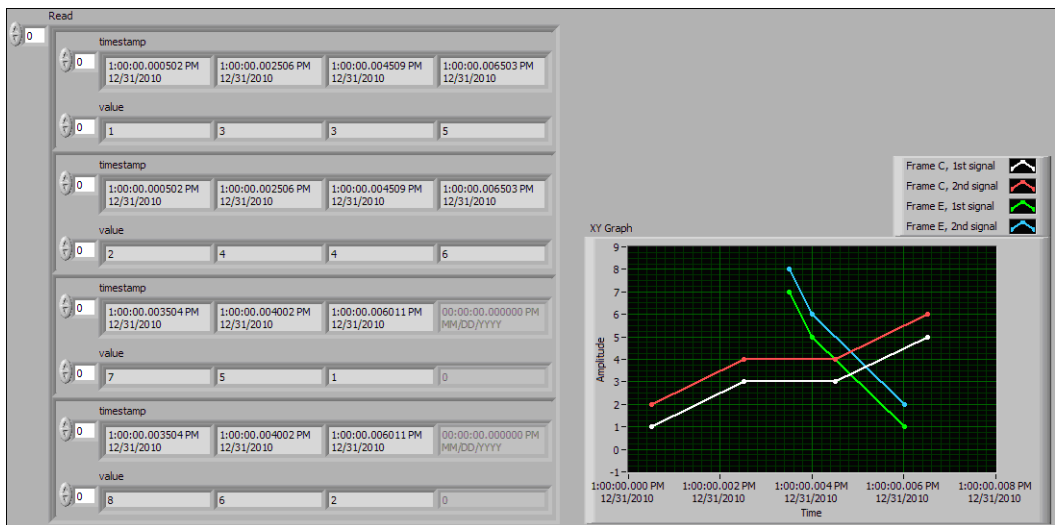 Read
0
timestamp
0
1:00:00.000502 PM 1:00:00.002506 PM 1:00:00.004509 PM 1:00:00.006503 PM
12/31/2010 12/31/2010 12/31/2010 12/31/2010
value
0 1 3 3 5
timestamp
0
1:00:00.000502 PM 1:00:00.002506 PM 1:00:00.004509 PM 1:00:00.006503 PM
12/31/2010 12/31/2010 12/31/2010 12/31/2010
value
0 2 4 4 6
timestamp
0
1:00:00.003504 PM 1:00:00.004002 PM 1:00:00.006011 PM 00:00:00.000000 PM
12/31/2010 12/31/2010 12/31/2010 MM/DD/YYYY
value
0 7 5 1 0
timestamp
0
1:00:00.003504 PM 1:00:00.004002 PM 1:00:00.006011 PM 00:00:00.000000 PM
12/31/2010 12/31/2010 12/31/2010 MM/DD/YYYY
value
0 8 6 2 0
Frame C, 1st signal
Frame C, 2nd signal
Frame E, 1st signal
Frame E, 2nd signal
XY Graph
Amplitude
9
8
7
6
5
4
3
2
1
0
-1
1:00:00.000 PM 1:00:00.002 PM 1:00:00.004 PM 1:00:00.006 PM 1:00:00.008 PM
12/31/2010 12/31/2010 12/31/2010 12/31/2010 12/31/2010
Time